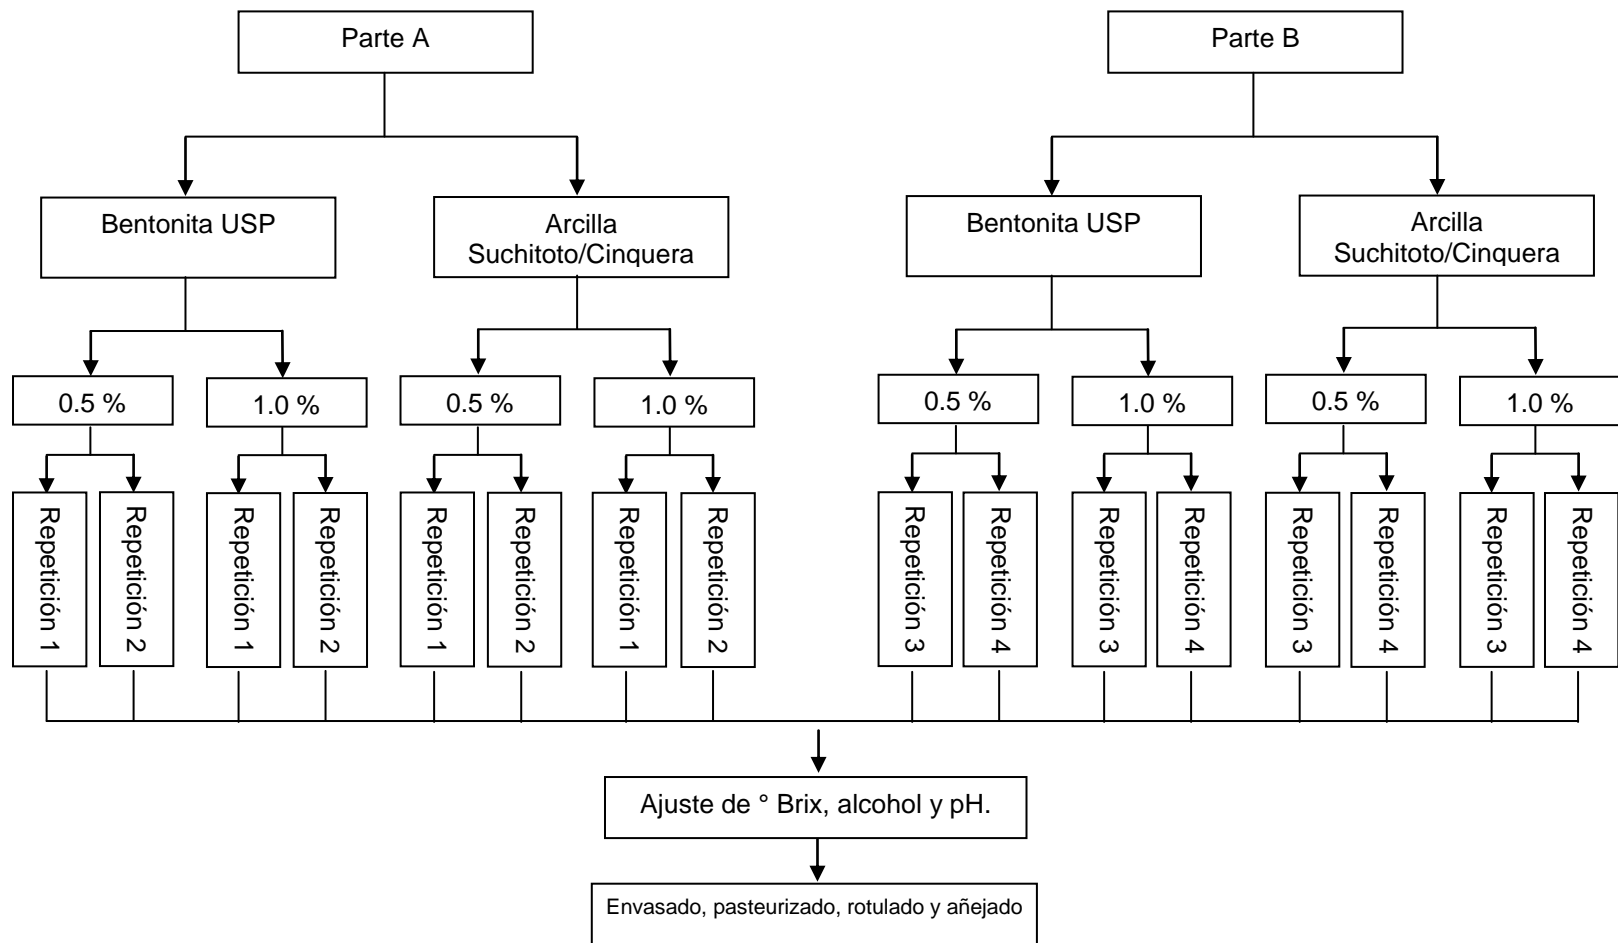 Parte A
Parte B
Bentonita USP
Arcilla
Suchitoto/Cinquera
Bentonita USP
Arcilla
Suchitoto/Cinquera
0.5 %
1.0 %
0.5 %
1.0 %
0.5 %
1.0 %
0.5 %
1.0 %
Repetición 1
Repetición 2
Repetición 1
Repetición 2
Repetición 1
Repetición 2
Repetición 1
Repetición 2
Repetición 3
Repetición 4
Repetición 3
Repetición 4
Repetición 3
Repetición 4
Repetición 3
Repetición 4
Ajuste de ° Brix, alcohol y pH.
Envasado, pasteurizado, rotulado y añejado